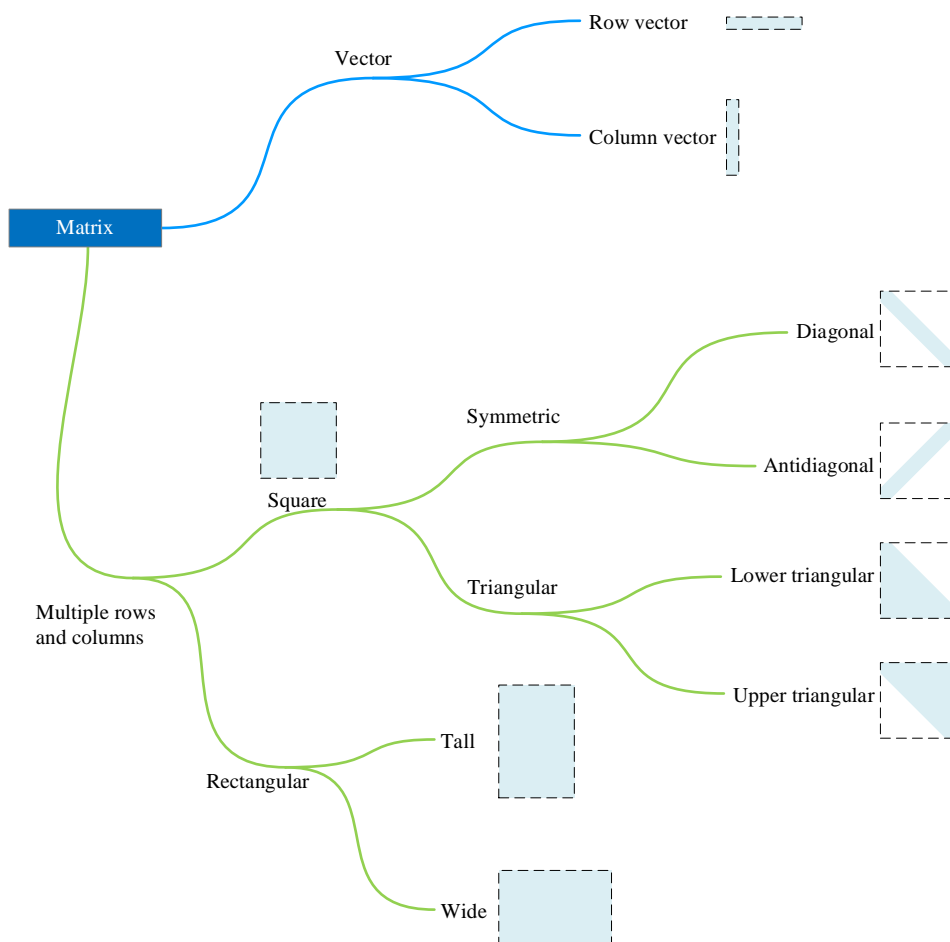 Row vector
Vector
Column vector
Matrix
Diagonal
Symmetric
Antidiagonal
Square
Lower triangular
Triangular
Multiple rows
and columns
Upper triangular
Tall
Rectangular
Wide